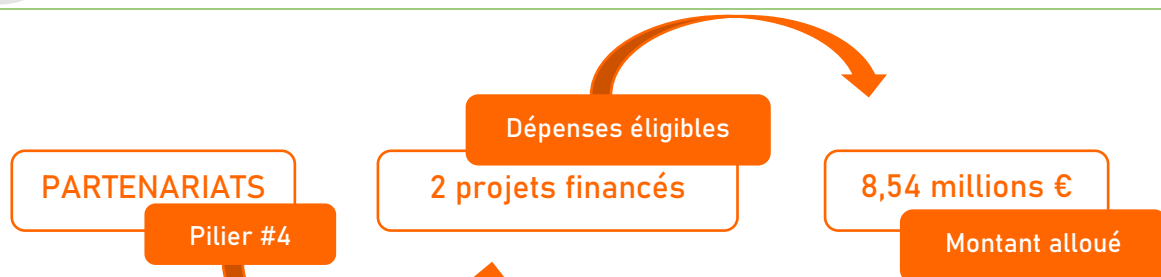 Dépenses éligibles
PARTENARIATS
2 projets financés
8,54 millions €
Pilier #4
Montant alloué